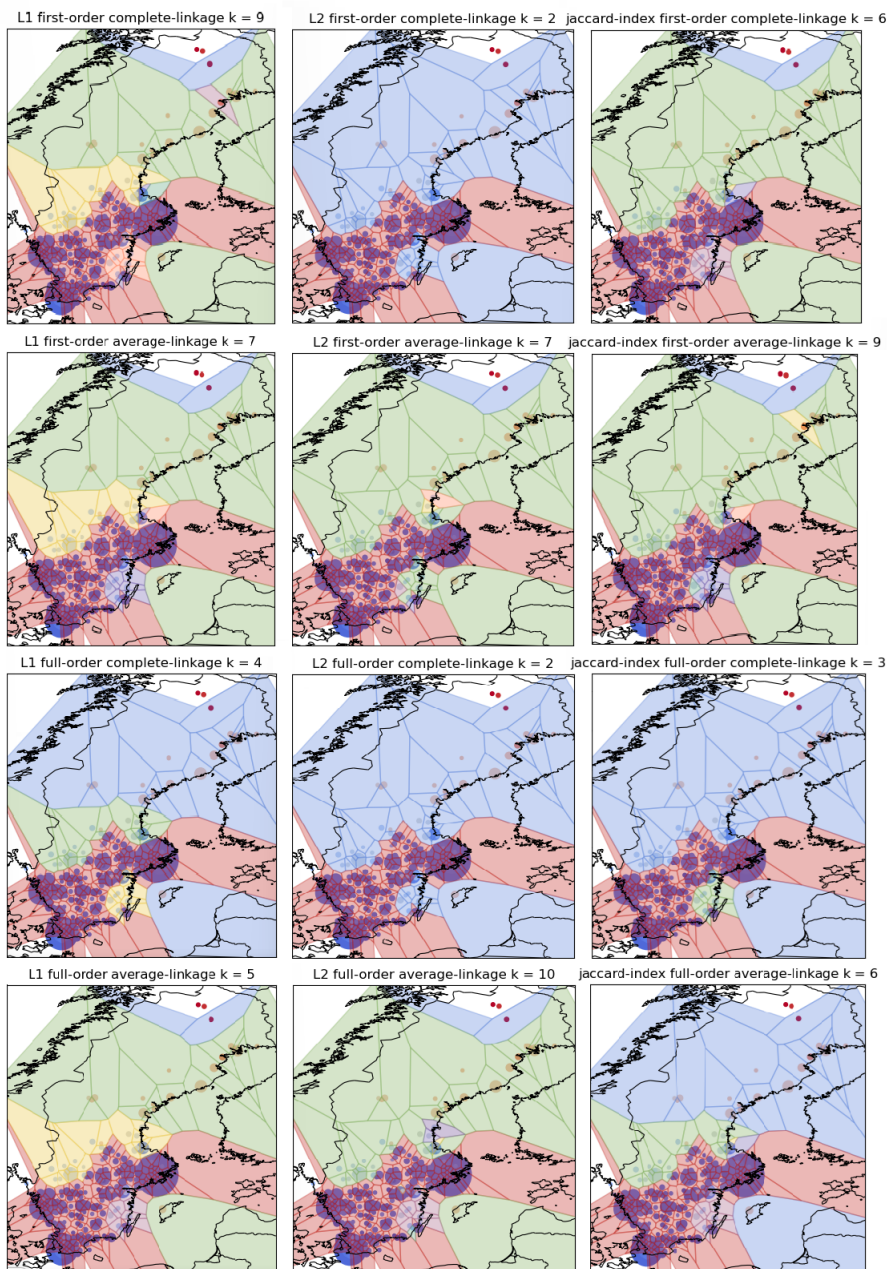 L1 first-order complete-linkage k = 9
L2 first-order complete-linkage k = 2
jaccard-index first-order complete-linkage k = 6
L1 first-order average-linkage k = 7
L2 first-order average-linkage k = 7
jaccard-index first-order average-linkage k = 9
L1 full-order complete-linkage k = 4
L2 full-order complete-linkage k = 2
jaccard-index full-order complete-linkage k = 3
L1 full-order average-linkage k = 5
L2 full-order average-linkage k = 10
jaccard-index full-order average-linkage k = 6